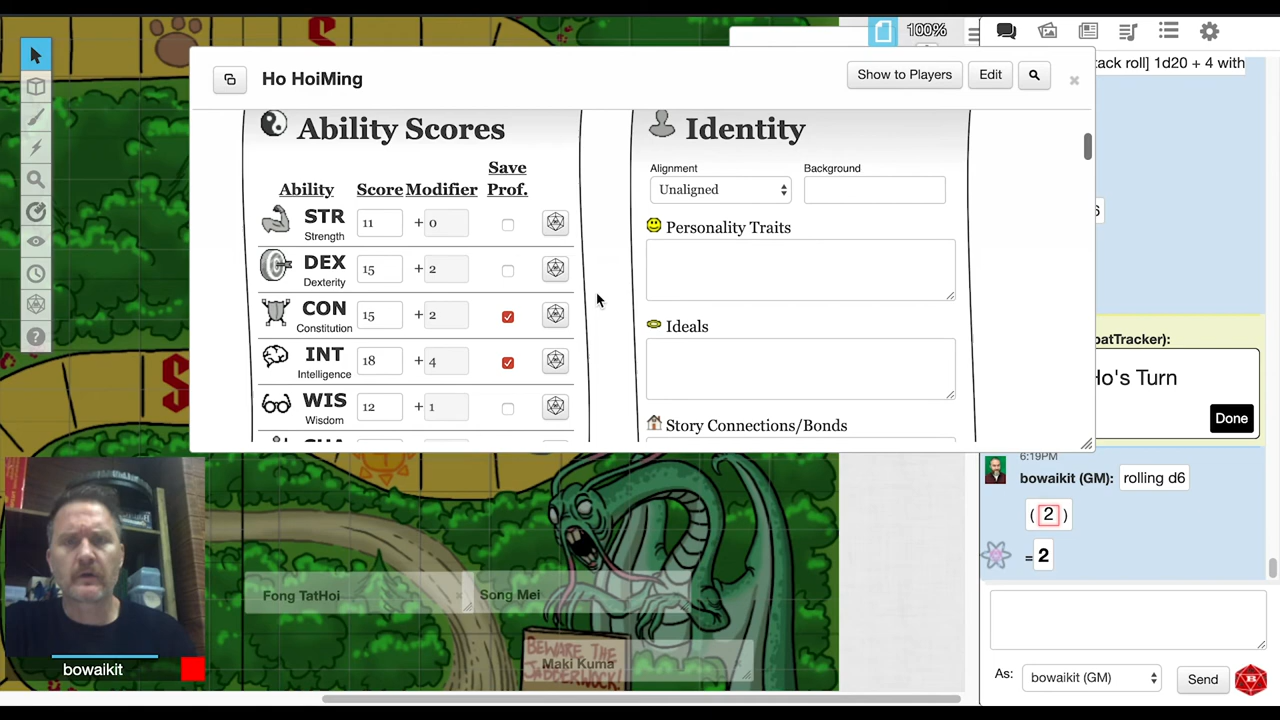 100%
Ho HoiMing
Show to Players
Edit
Ability Scores
Ability
Score
Modifier
Save
Prof.
STR
Strength
11
+ 0
DEX
Dexterity
15
+ 2
CON
Constitution
15
+ 2
INT
Intelligence
18
+ 4
WIS
Wisdom
12
+ 1
Identity
Alignment
Background
Unaligned
Personality Traits
Ideals
Story Connections/Bonds
tack roll] 1d20 + 4 with
batTracker):
Ho's Turn
Done
6:19PM
bowaikit (GM):
rolling d6
(2)
=2
As:
bowaikit (GM)
Send
Fong TatHoi
Song Mei
Maki Kuma
BEWARE THE
JABBERWOCK!
bowaikit